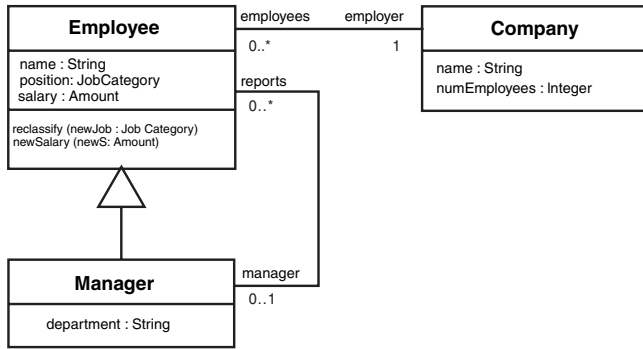 Employee
name : String
position: JobCategory
salary : Amount
reclassify (newJob : Job Category)
newSalary (newS: Amount)
employees
0..*
employer
1
Company
name : String
numEmployees : Integer
reports
0..*
manager
0..1
Manager
department : String